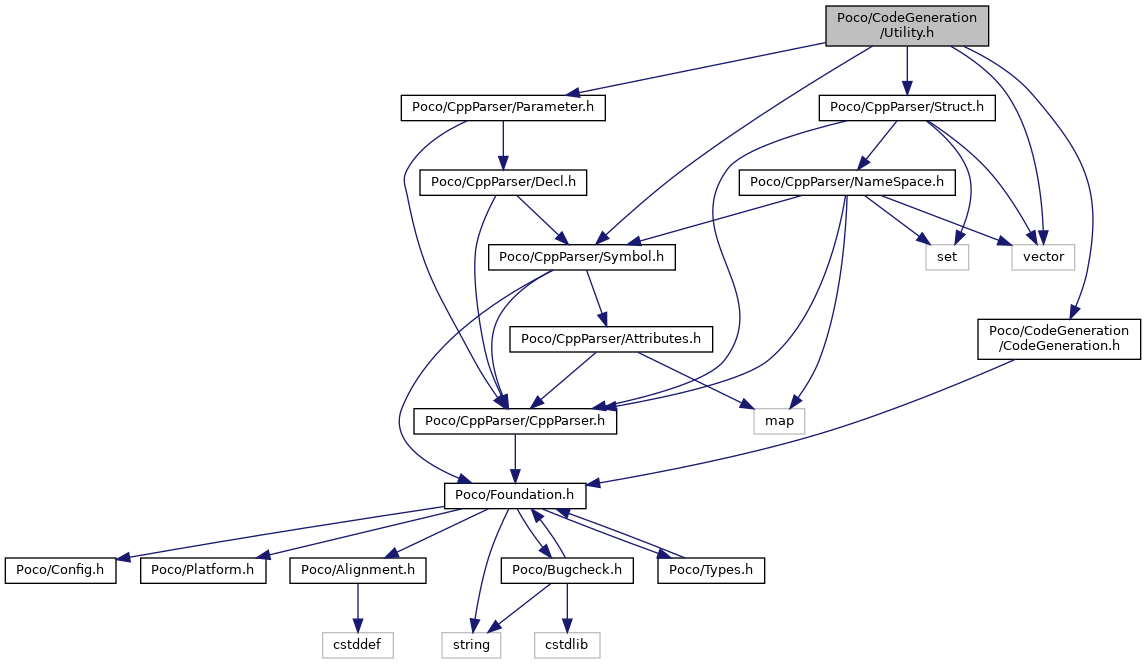 Poco/CodeGeneration
/Utility.h
Poco/CppParser/Parameter.h
Poco/CppParser/Struct.h
Poco/CppParser/Decl.h
Poco/CppParser/NameSpace.h
Poco/CppParser/Symbol.h
set
vector
Poco/CppParser/Attributes.h
Poco/CodeGeneration
/CodeGeneration.h
Poco/CppParser/CppParser.h
map
Poco/Foundation.h
Poco/Config.h
Poco/Platform.h
Poco/Alignment.h
Poco/Bugcheck.h
Poco/Types.h
cstddef
string
cstdlib